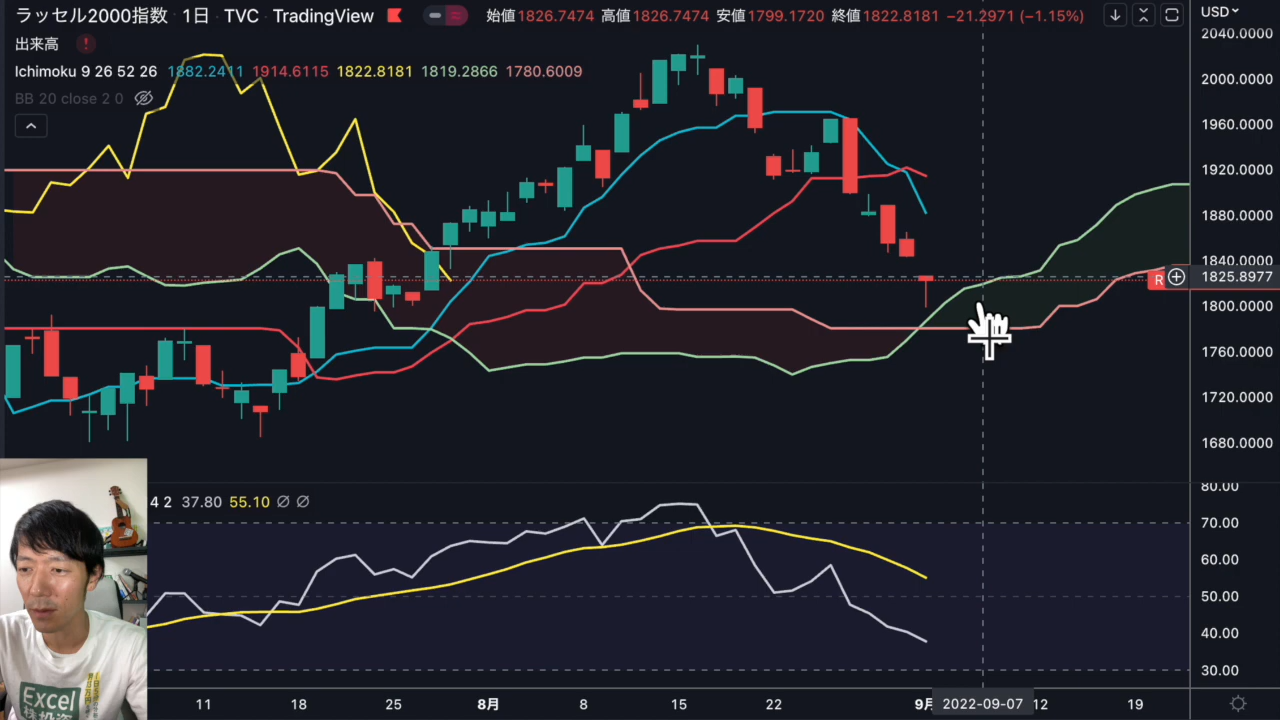 ラッセル2000指数 · 1日 · TVC · TradingView 始値1826.7474 高値1826.7474 安値1799.1720 終値1822.8181 −21.2971 (−1.15%) USD
出来高
Ichimoku 9 26 52 26 1882.2411 1914.6115 1822.8181 1819.2866 1780.6009
BB 20 close 2 0
2040.0000
2000.0000
1960.0000
1920.0000
1880.0000
1840.0000
R 1825.8977
1800.0000
1760.0000
1720.0000
1680.0000
4 2 37.80 55.10 ∅ ∅
80.00
70.00
60.00
50.00
40.00
30.00
11 18 25 8月 8 15 22 9月 2022-09-07 12 19
Excel